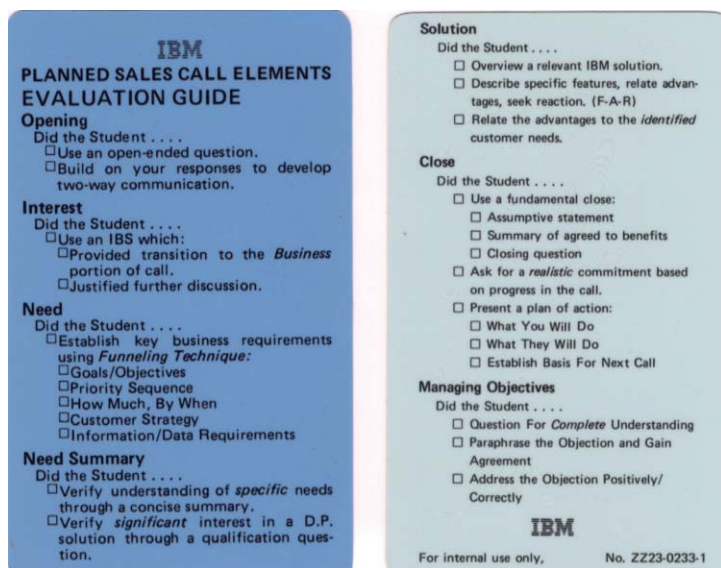 IBM
PLANNED SALES CALL ELEMENTS
EVALUATION GUIDE
Opening
Did the Student . . . .
☐Use an open-ended question.
☐Build on your responses to develop
two-way communication.
Interest
Did the Student . . . .
☐Use an IBS which:
☐Provided transition to the Business
portion of call.
☐Justified further discussion.
Need
Did the Student . . . .
☐Establish key business requirements
using Funneling Technique:
☐Goals/Objectives
☐Priority Sequence
☐How Much, By When
☐Customer Strategy
☐Information/Data Requirements
Need Summary
Did the Student . . . .
☐Verify understanding of specific needs
through a concise summary.
☐Verify significant interest in a D.P.
solution through a qualification ques-
tion.
Solution
Did the Student . . . .
☐ Overview a relevant IBM solution.
☐ Describe specific features, relate advan-
tages, seek reaction. (F-A-R)
☐ Relate the advantages to the identified
customer needs.
Close
Did the Student . . . .
☐ Use a fundamental close:
☐ Assumptive statement
☐ Summary of agreed to benefits
☐ Closing question
☐ Ask for a realistic commitment based
on progress in the call.
☐ Present a plan of action:
☐ What You Will Do
☐ What They Will Do
☐ Establish Basis For Next Call
Managing Objectives
Did the Student . . . .
☐ Question For Complete Understanding
☐ Paraphrase the Objection and Gain
Agreement
☐ Address the Objection Positively/
Correctly
IBM
For internal use only, No. ZZ23-0233-1